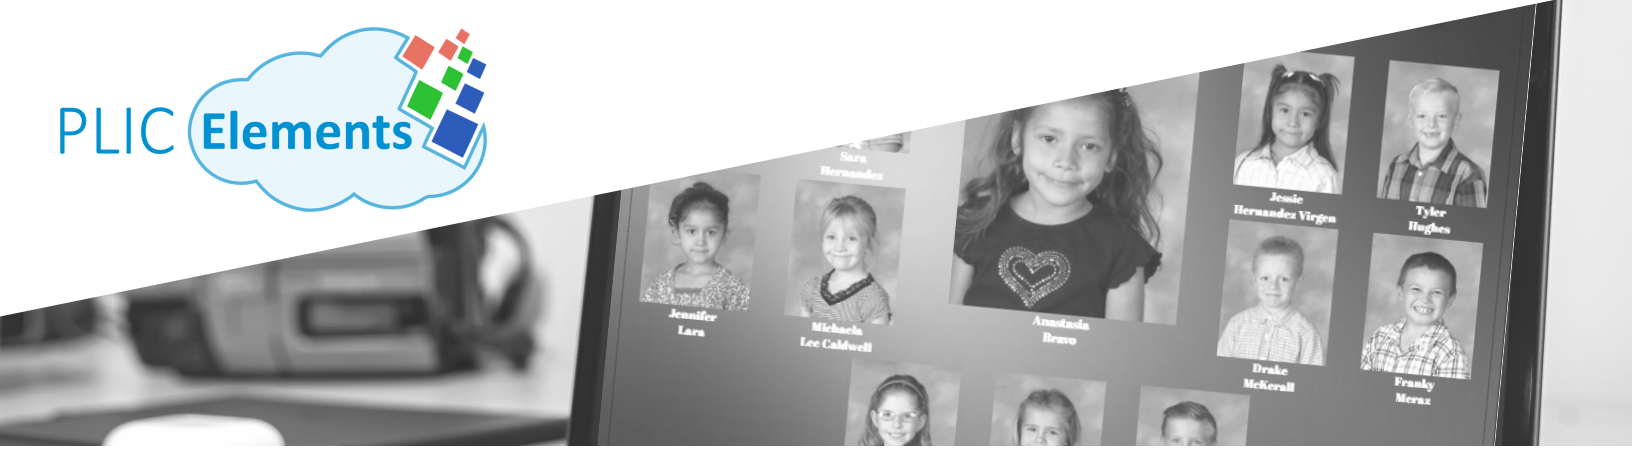 PLIC Elements
Sara
Hernandez
Jennifer
Lara
Michaela
Lee Caldwell
Anastasia
Bravo
Jessie
Hernandez Virgen
Tyler
Hughes
Drake
McKerall
Franky
Meraz